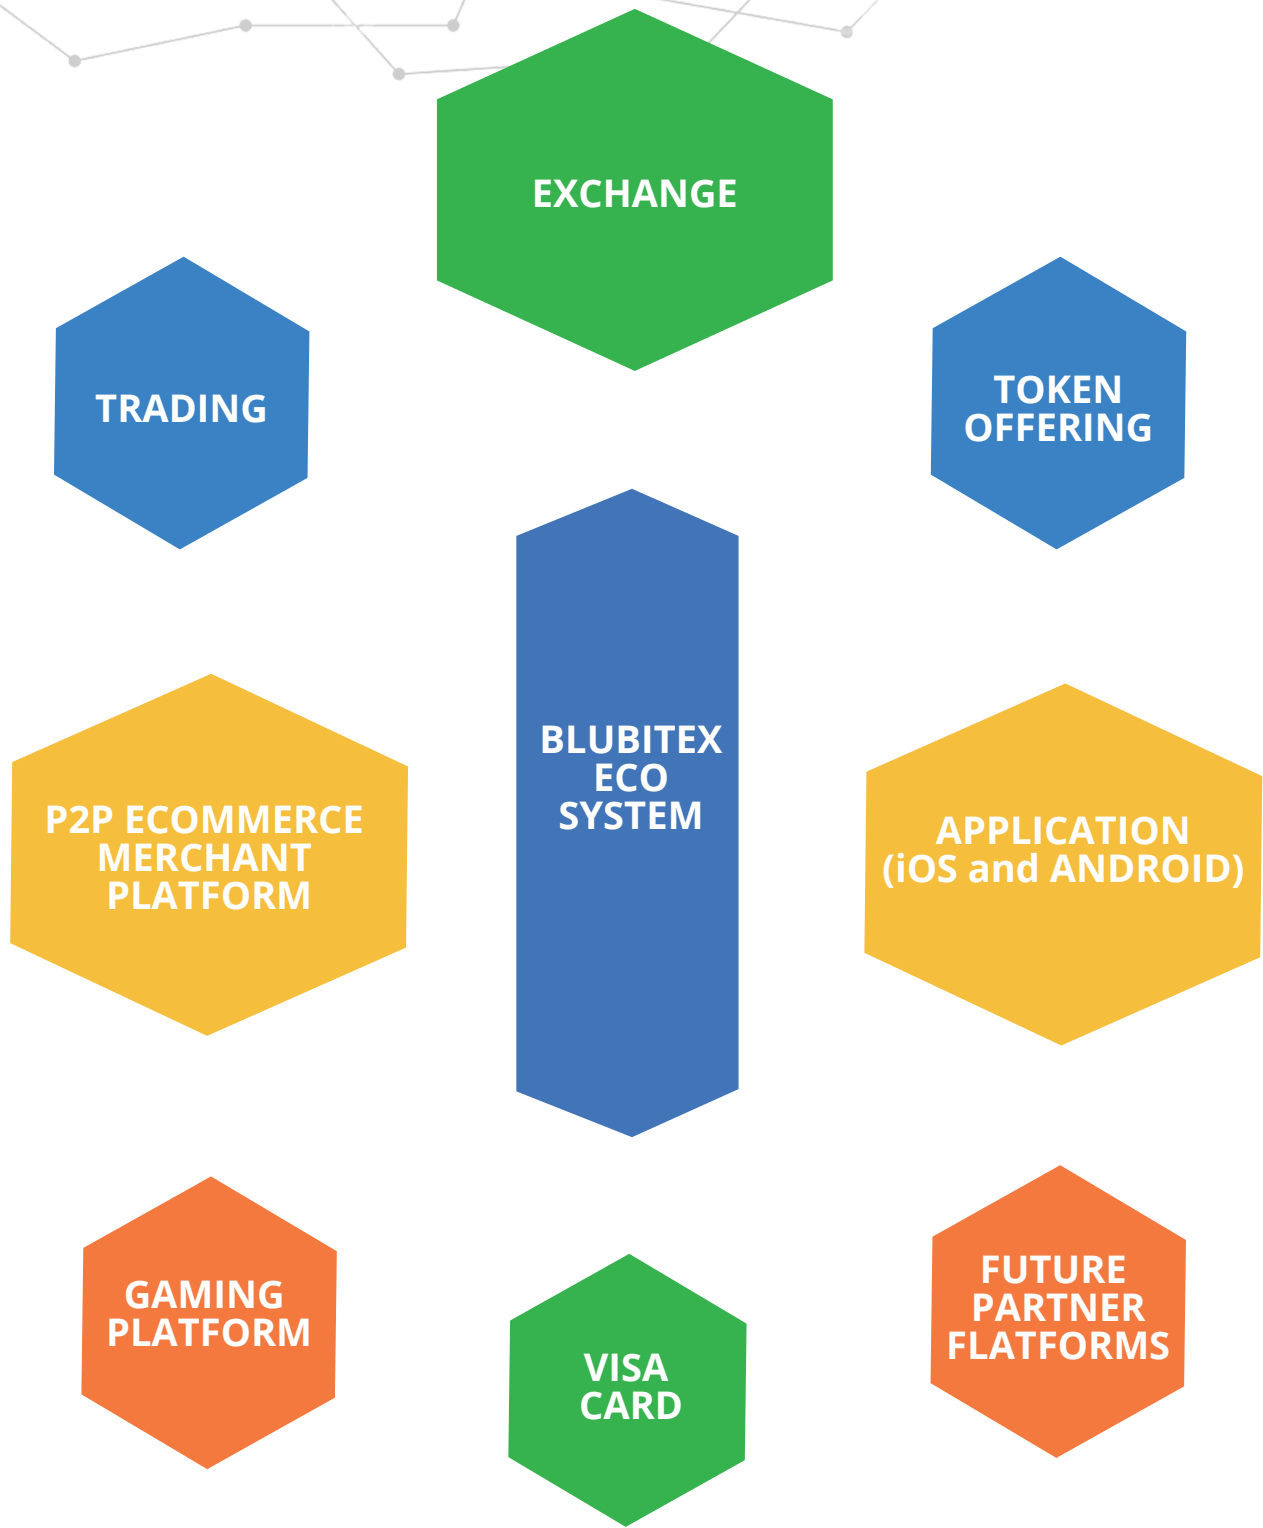 EXCHANGE
TRADING
TOKEN
OFFERING
BLUBITEX
ECO
SYSTEM
P2P ECOMMERCE
MERCHANT
PLATFORM
APPLICATION
(iOS and ANDROID)
GAMING
PLATFORM
VISA
CARD
FUTURE
PARTNER
FLATFORMS